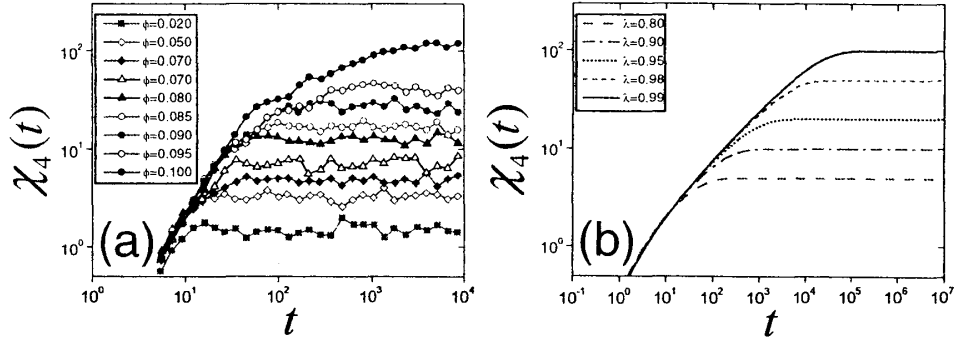 φ=0.020
φ=0.050
φ=0.070
φ=0.070
φ=0.080
φ=0.085
φ=0.090
φ=0.095
φ=0.100
10²
10¹
10⁰
χ₄(t)
(a)
10⁰ 10¹ 10² 10³ 10⁴
t
λ=0.80
λ=0.90
λ=0.95
λ=0.98
λ=0.99
10²
10¹
10⁰
χ₄(t)
(b)
10⁻¹ 10⁰ 10¹ 10² 10³ 10⁴ 10⁵ 10⁶ 10⁷
t